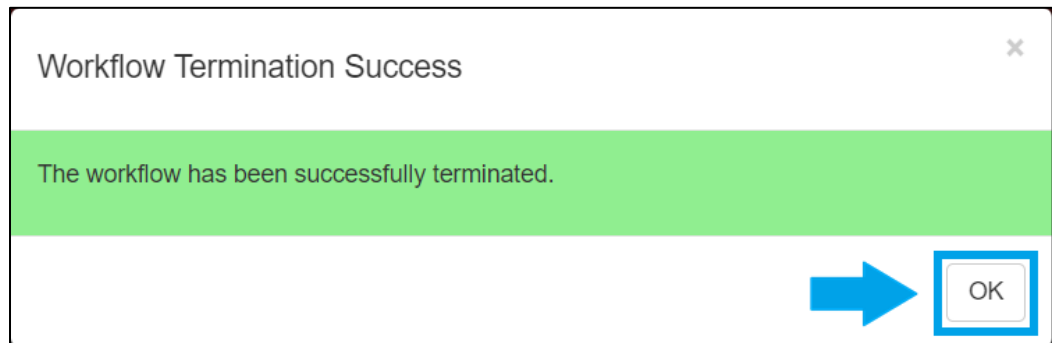 Workflow Termination Success
×
The workflow has been successfully terminated.
OK